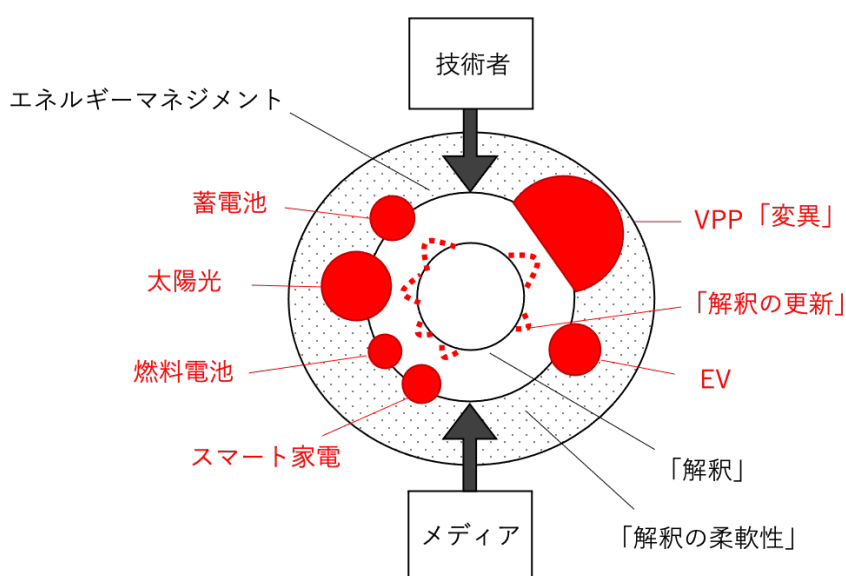 技術者
エネルギーマネジメント
蓄電池
VPP「変異」
太陽光
「解釈の更新」
燃料電池
EV
スマート家電
「解釈」
メディア
「解釈の柔軟性」